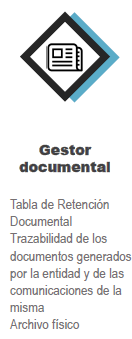 Gestor
documental
Tabla de Retención
Documental
Trazabilidad de los
documentos generados
por la entidad y de las
comunicaciones de la
misma
Archivo físico